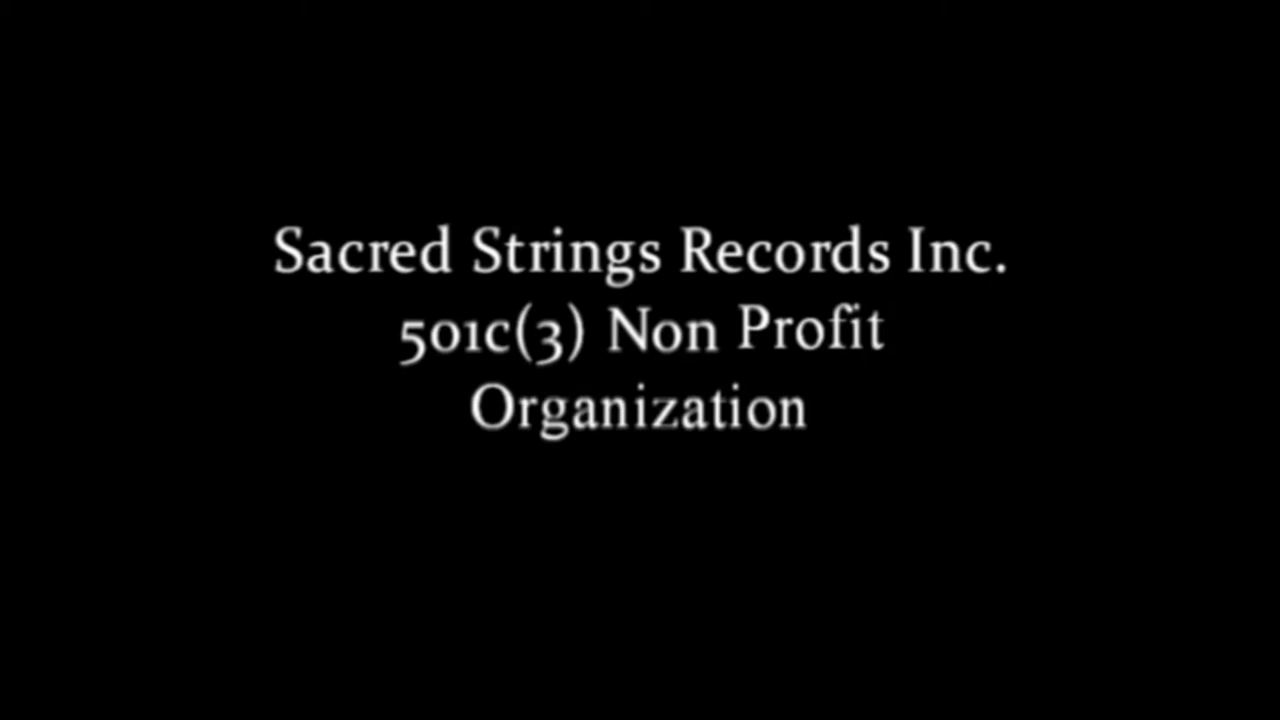 Sacred Strings Records Inc.
501c(3) Non Profit
Organization